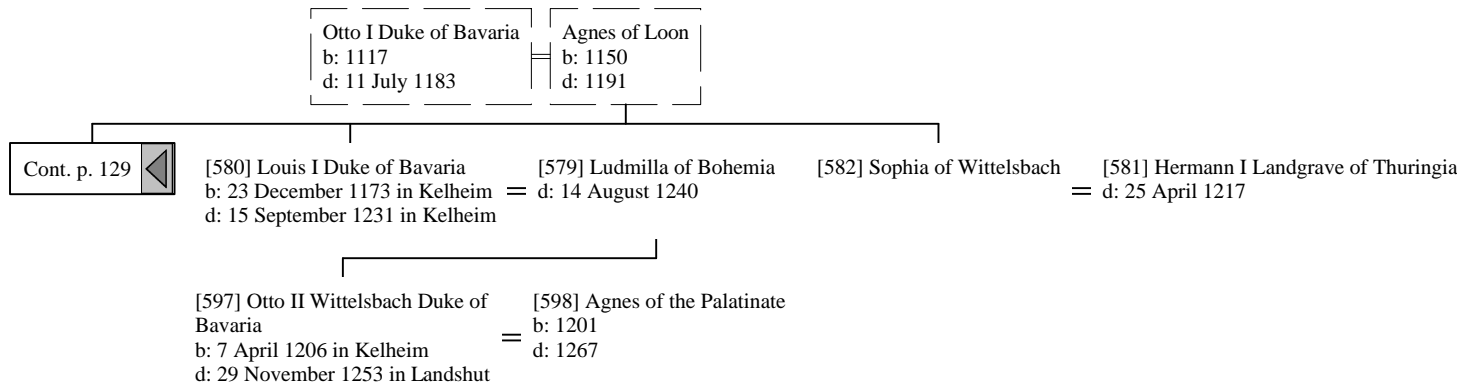 Otto I Duke of Bavaria
b: 1117
d: 11 July 1183
Agnes of Loon
b: 1150
d: 1191
Cont. p. 129
[580] Louis I Duke of Bavaria
b: 23 December 1173 in Kelheim
d: 15 September 1231 in Kelheim
=
[579] Ludmilla of Bohemia
d: 14 August 1240
[582] Sophia of Wittelsbach
=
[581] Hermann I Landgrave of Thuringia
d: 25 April 1217
[597] Otto II Wittelsbach Duke of
Bavaria
b: 7 April 1206 in Kelheim
d: 29 November 1253 in Landshut
=
[598] Agnes of the Palatinate
b: 1201
d: 1267